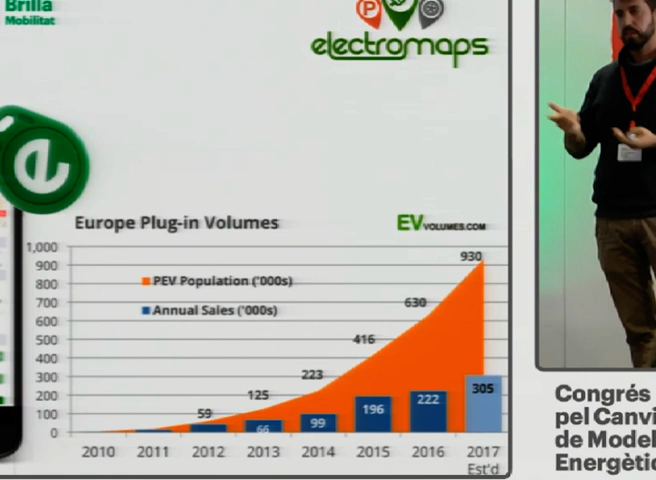 Brilla
Mobilitat
P
electromaps
e
Europe Plug-in Volumes
EVVOLUMES.COM
1,000
900
800
700
600
500
400
300
200
100
0
PEV Population ('000s)
Annual Sales ('000s)
59
125
223
416
630
930
66
99
196
222
305
2010
2011
2012
2013
2014
2015
2016
2017
Est'd
Congrés
pel Canvi
de Model
Energètic